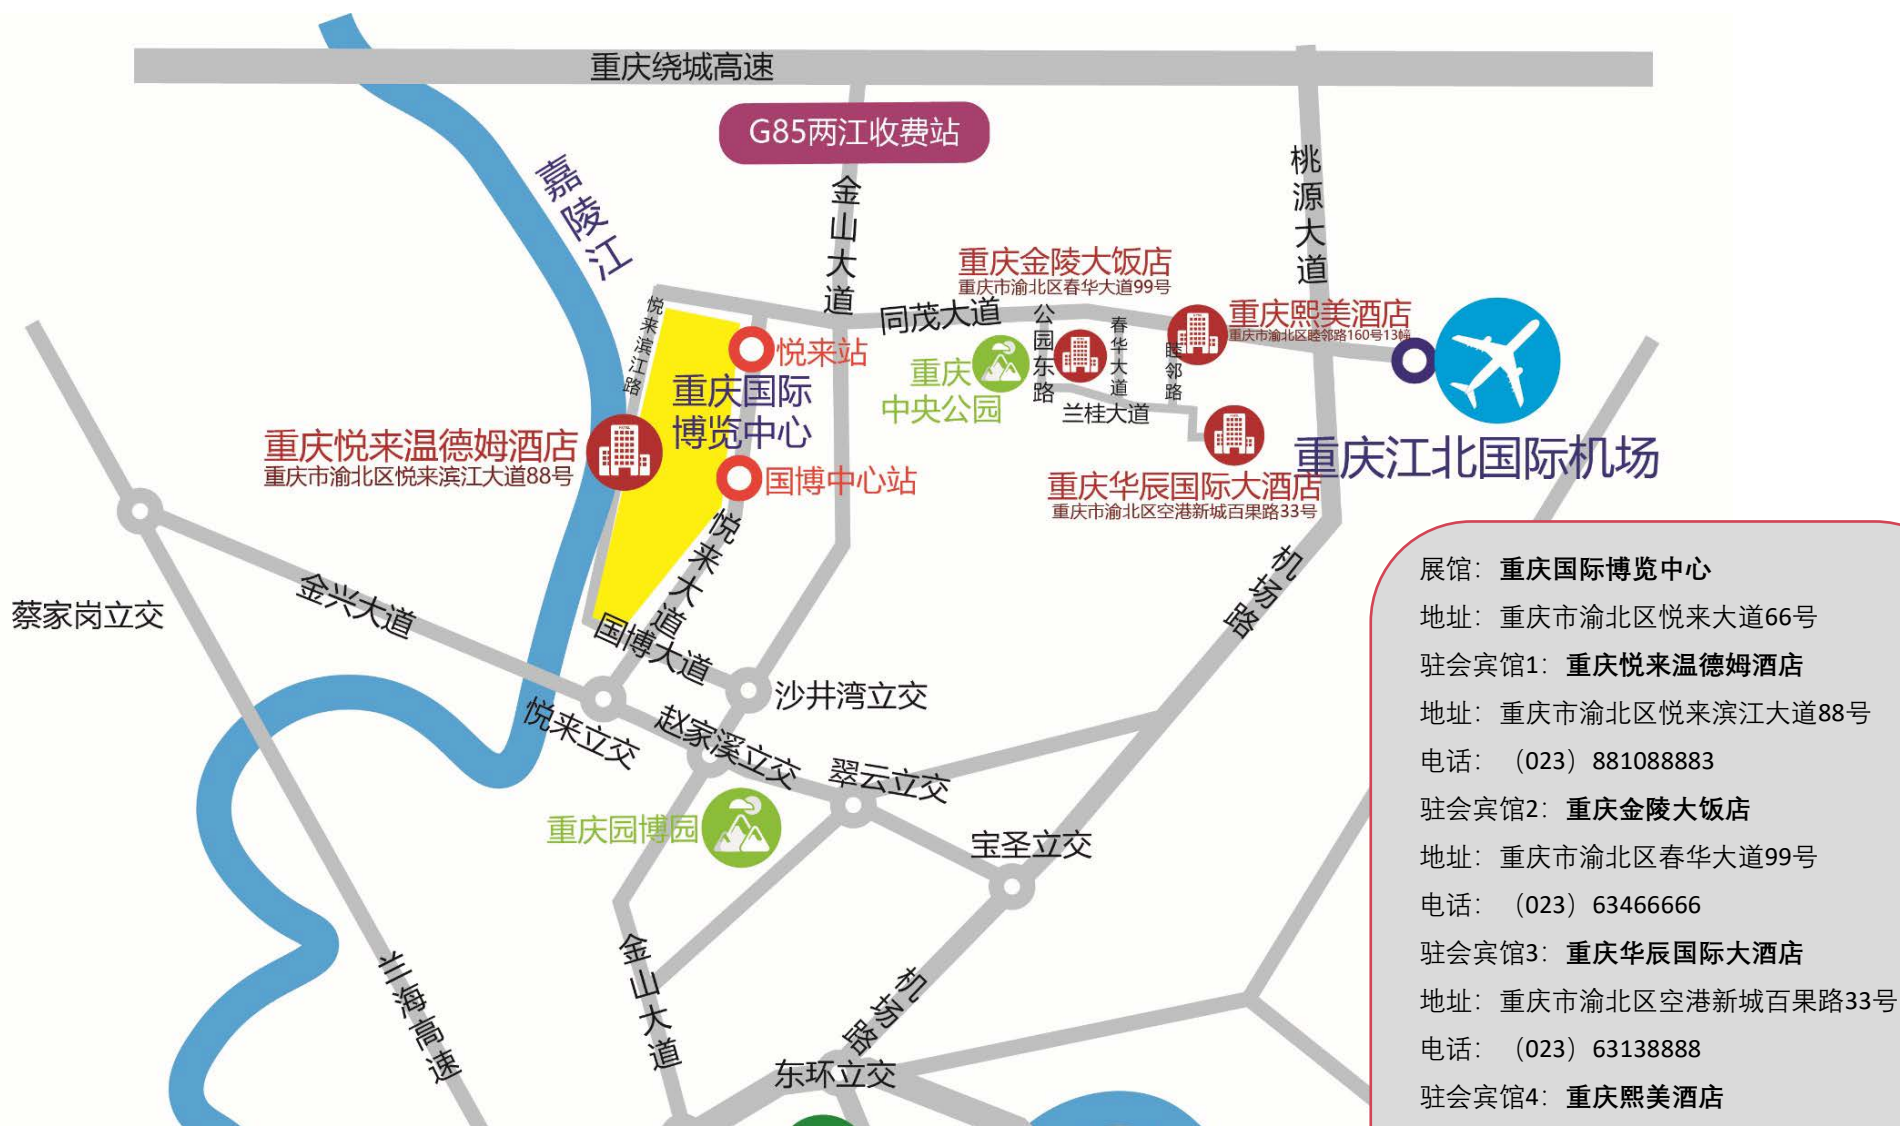 重庆绕城高速
G85两江收费站
嘉陵江
金山大道
桃源大道
重庆金陵大饭店
重庆市渝北区春华大道99号
同茂大道
悦来滨江路
公园东路
春华大道
睦邻路
重庆熙美酒店
重庆市渝北区睦邻路160号13幢
悦来站
重庆国际
博览中心
重庆
中央公园
兰桂大道
重庆江北国际机场
重庆悦来温德姆酒店
重庆市渝北区悦来滨江大道88号
国博中心站
重庆华辰国际大酒店
重庆市渝北区空港新城百果路33号
悦来大道
机场路
蔡家岗立交
金兴大道
国博大道
沙井湾立交
悦来立交
赵家溪立交
翠云立交
重庆园博园
宝圣立交
兰海高速
金山大道
机场路
东环立交
展馆：重庆国际博览中心
地址：重庆市渝北区悦来大道66号
驻会宾馆1：重庆悦来温德姆酒店
地址：重庆市渝北区悦来滨江大道88号
电话：（023）881088883
驻会宾馆2：重庆金陵大饭店
地址：重庆市渝北区春华大道99号
电话：（023）63466666
驻会宾馆3：重庆华辰国际大酒店
地址：重庆市渝北区空港新城百果路33号
电话：（023）63138888
驻会宾馆4：重庆熙美酒店